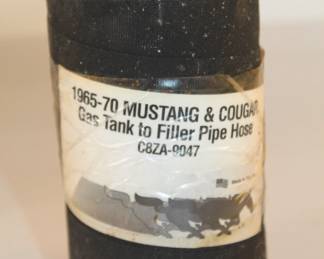 1965-70 MUSTANG & COUGAR
Gas Tank to Filler Pipe Hose
C8ZA-9047